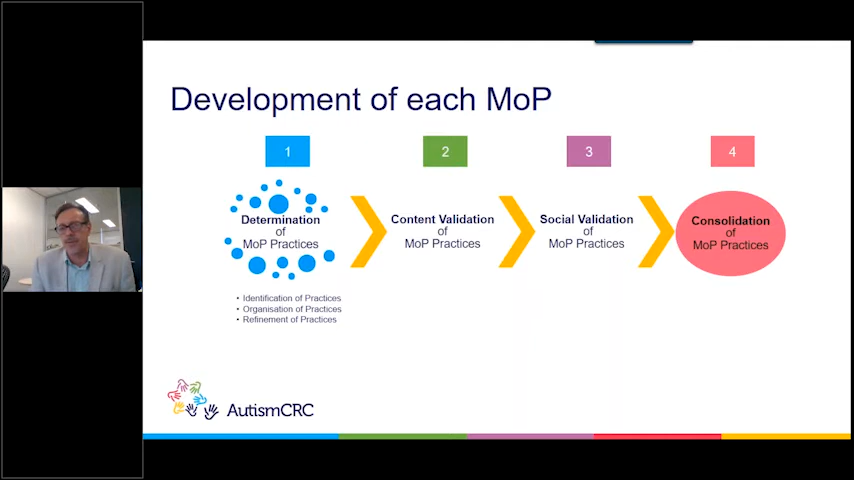 Development of each MoP
1
2
3
4
Determination
of
MoP Practices
Content Validation
of
MoP Practices
Social Validation
of
MoP Practices
Consolidation
of
MoP Practices
• Identification of Practices
• Organisation of Practices
• Refinement of Practices
AutismCRC